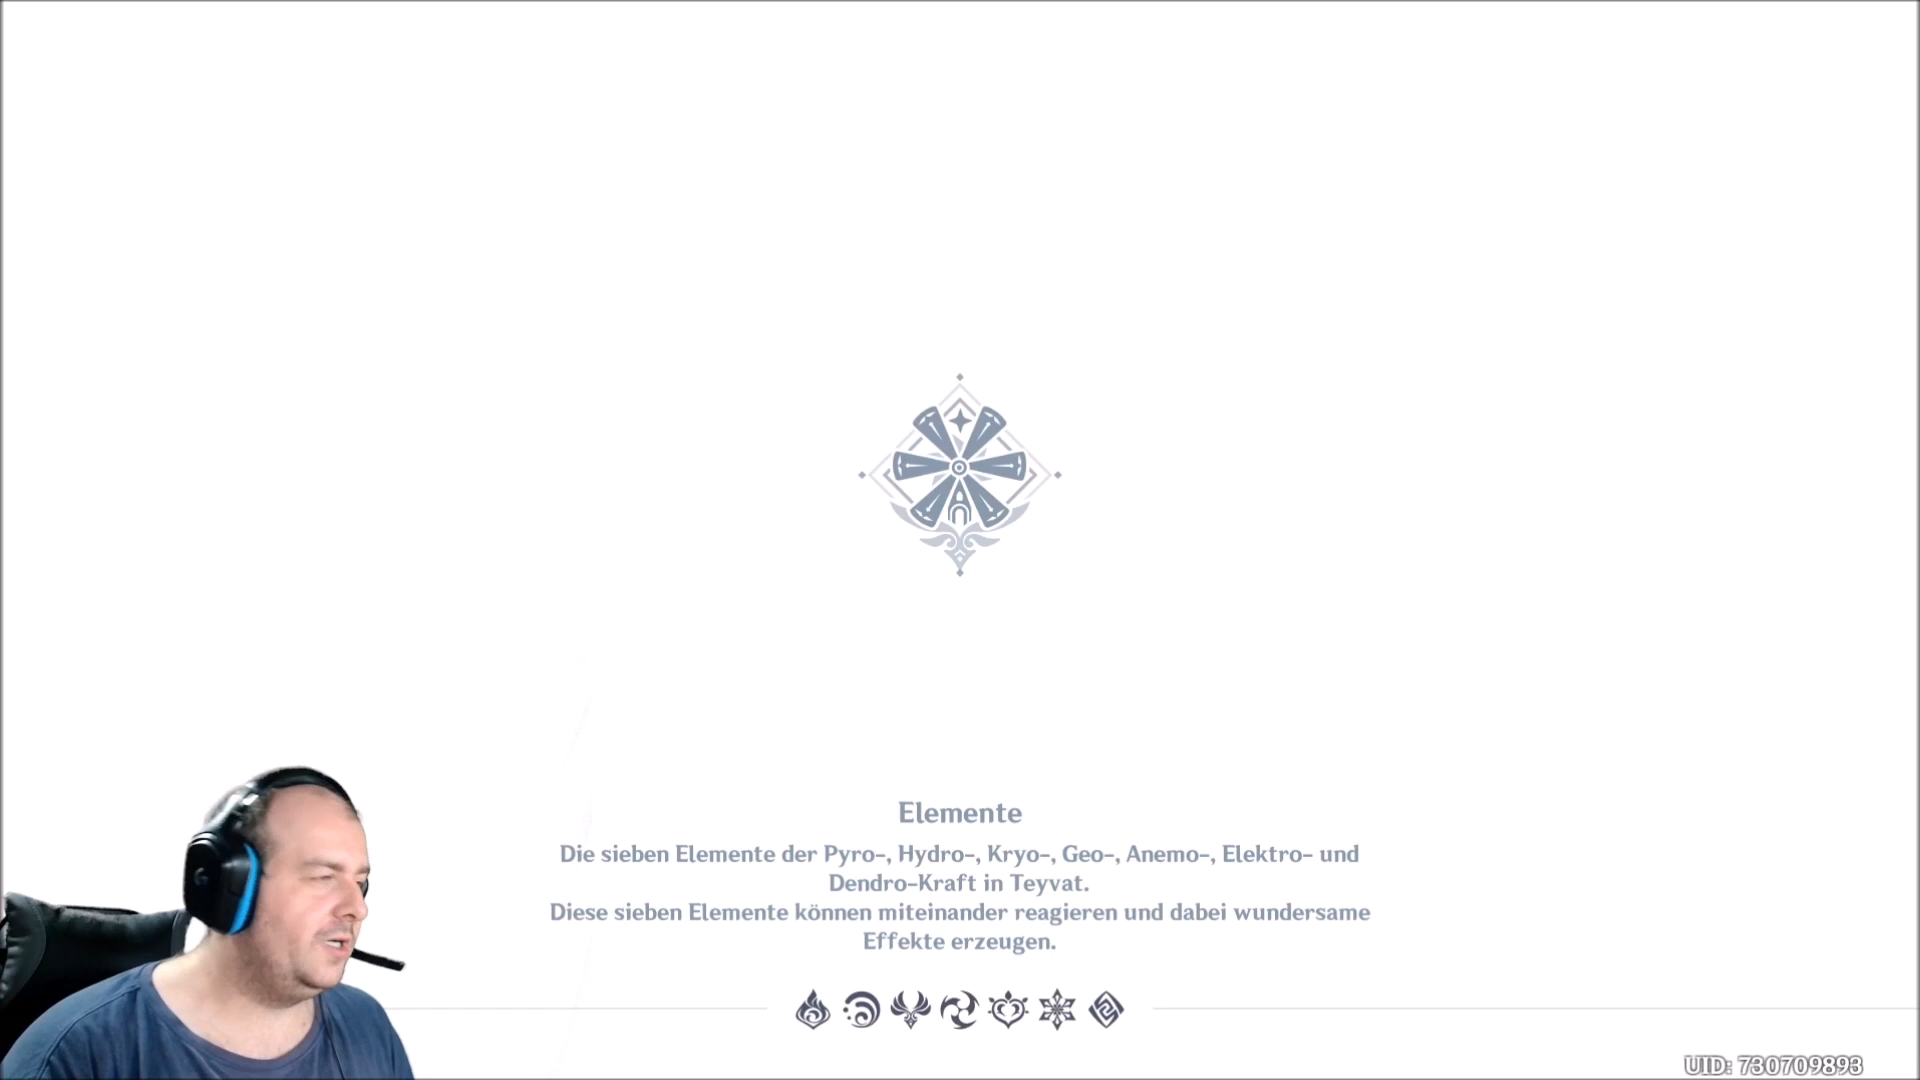 Elemente
Die sieben Elemente der Pyro-, Hydro-, Kryo-, Geo-, Anemo-, Elektro- und
Dendro-Kraft in Teyvat.
Diese sieben Elemente können miteinander reagieren und dabei wundersame
Effekte erzeugen.
UID: 730709893